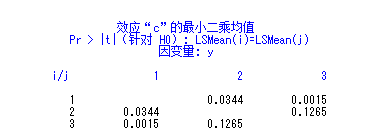 效应“c”的最小二乘均值
Pr > |t|（针对 H0）: LSMean(i)=LSMean(j)
因变量: y
i/j 1 2 3
1 0.0344 0.0015
2 0.0344 0.1265
3 0.0015 0.1265